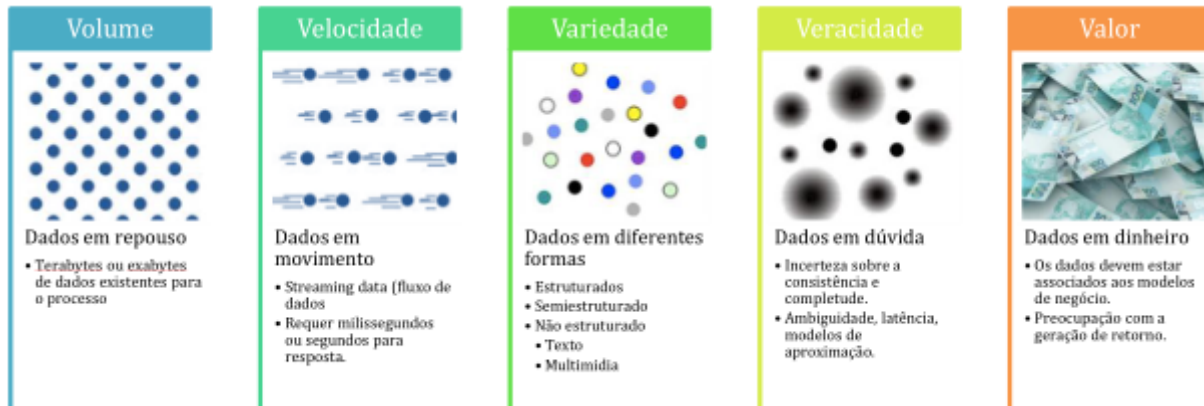 Volume
Dados em repouso
• Terabytes ou exabytes
de dados existentes para
o processo
Velocidade
Dados em
movimento
• Streaming data (fluxo de
dados
• Requer milissegundos
ou segundos para
resposta.
Variedade
Dados em diferentes
formas
• Estruturados
• Semiestruturado
• Não estruturado
• Texto
• Multimidia
Veracidade
Dados em dúvida
• Incerteza sobre a
consistência e
completude.
• Ambiguidade, latência,
modelos de
aproximação.
Valor
Dados em dinheiro
• Os dados devem estar
associados aos modelos
de negócio.
• Preocupação com a
geração de retorno.